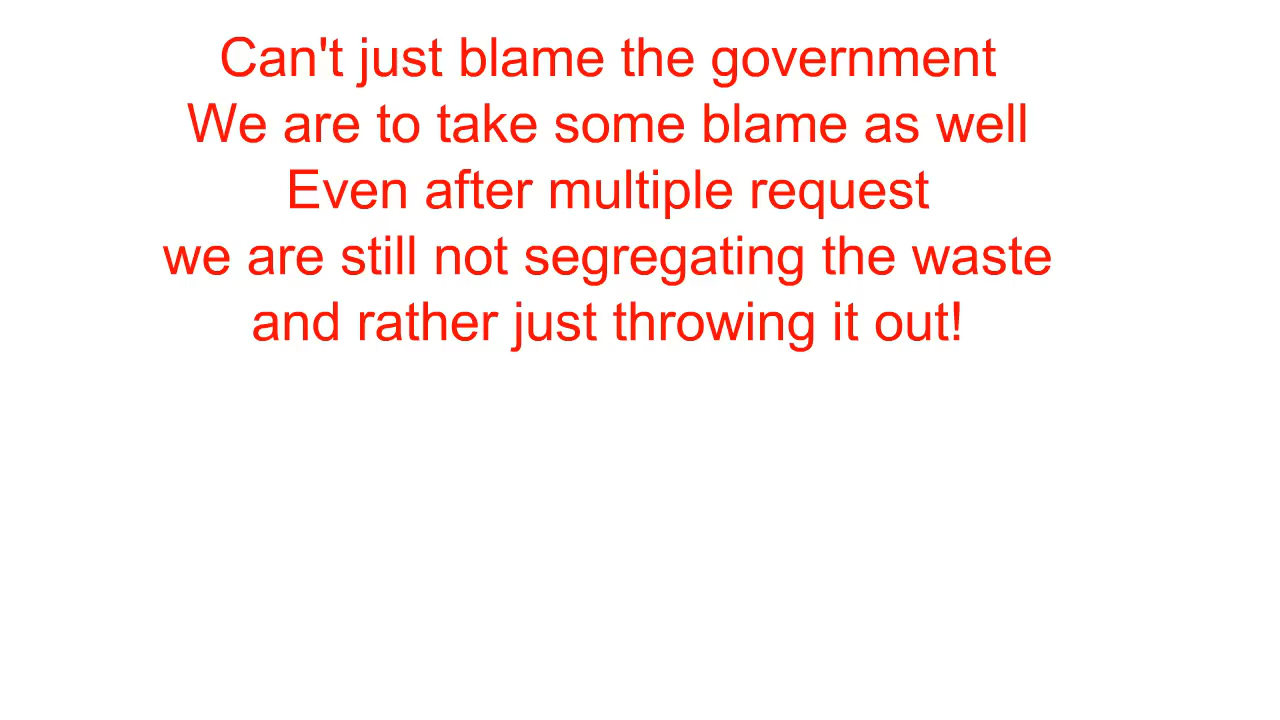 Can't just blame the government
We are to take some blame as well
Even after multiple request
we are still not segregating the waste
and rather just throwing it out!